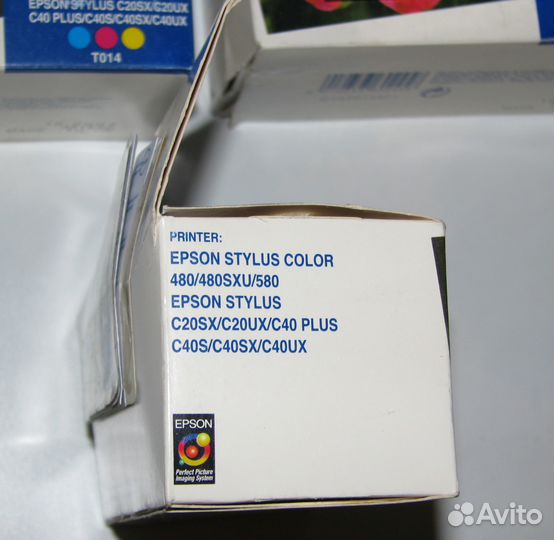 EPSON STYLUS C20SX/C20UX
C40 PLUS/C40S/C40SX/C40UX
T014
PRINTER:
EPSON STYLUS COLOR
480/480SXU/580
EPSON STYLUS
C20SX/C20UX/C40 PLUS
C40S/C40SX/C40UX
EPSON
Perfect Picture
Imaging System
Avito